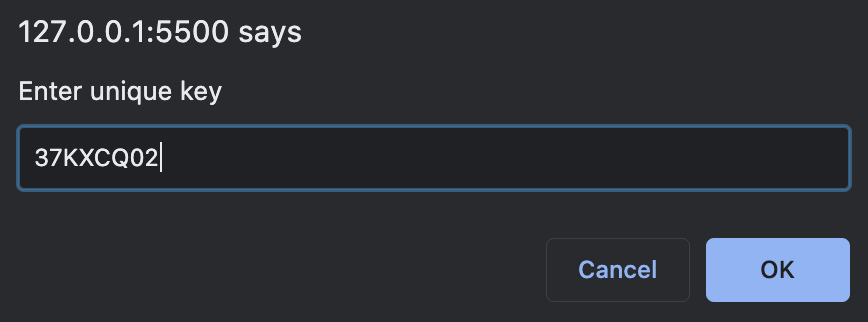 127.0.0.1:5500 says
Enter unique key
37KXCQ02
Cancel
OK